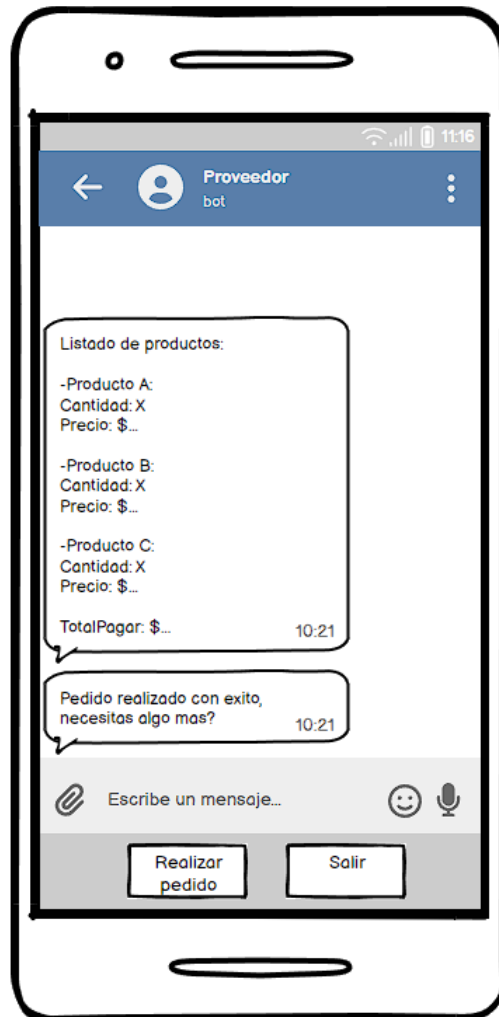 11:16
Proveedor
bot
Listado de productos:
-Producto A:
Cantidad: X
Precio: $...
-Producto B:
Cantidad: X
Precio: $...
-Producto C:
Cantidad: X
Precio: $...
TotalPagar: $...
10:21
Pedido realizado con exito,
necesitas algo mas?
10:21
Escribe un mensaje...
Realizar
pedido
Salir